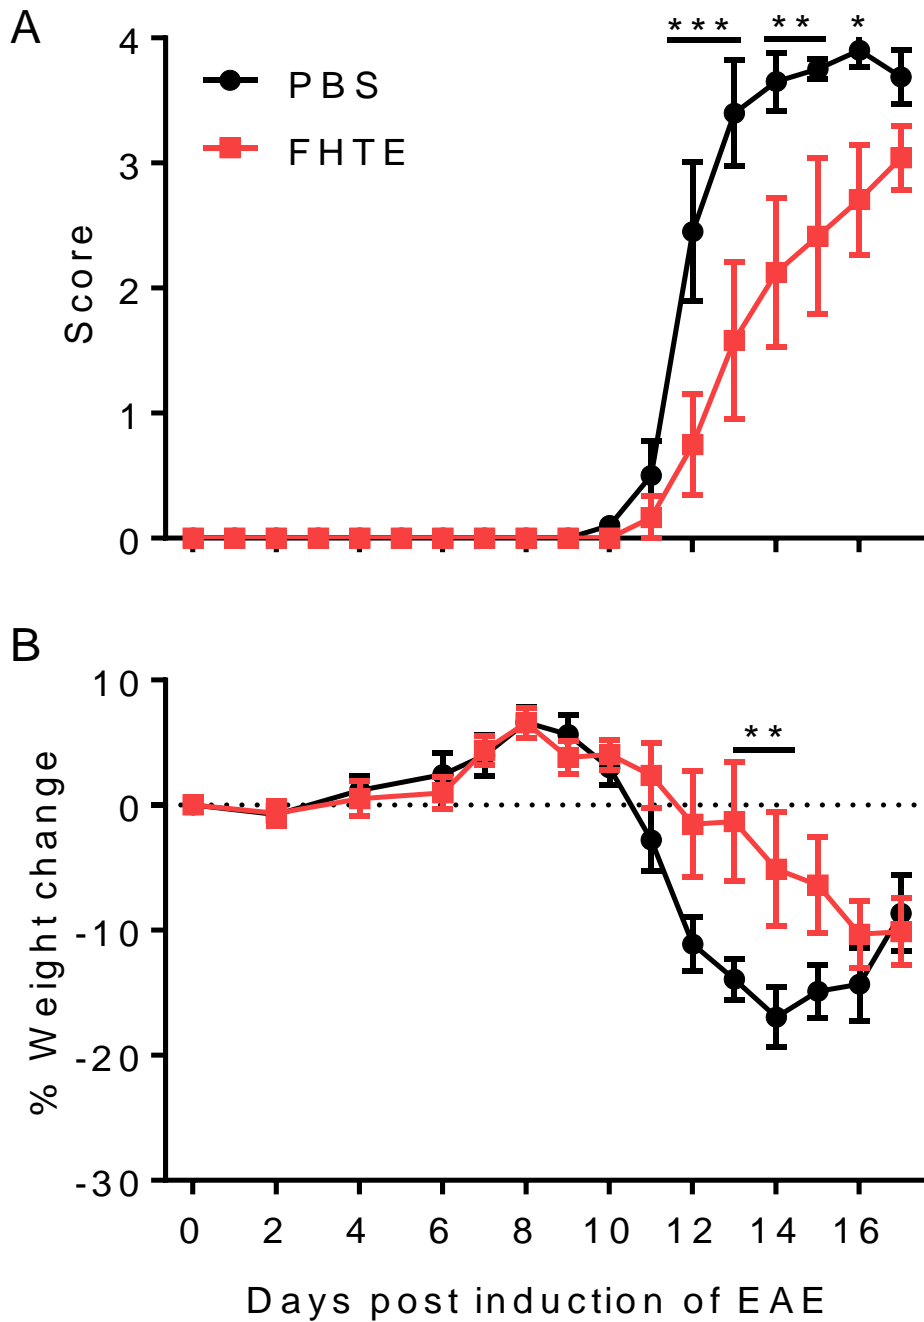 A
***
**
*
4
PBS
FHTE
3
Score
2
1
0
B
10
**
% Weight change
0
-10
-20
-30
0 2 4 6 8 10 12 14 16
Days post induction of EAE